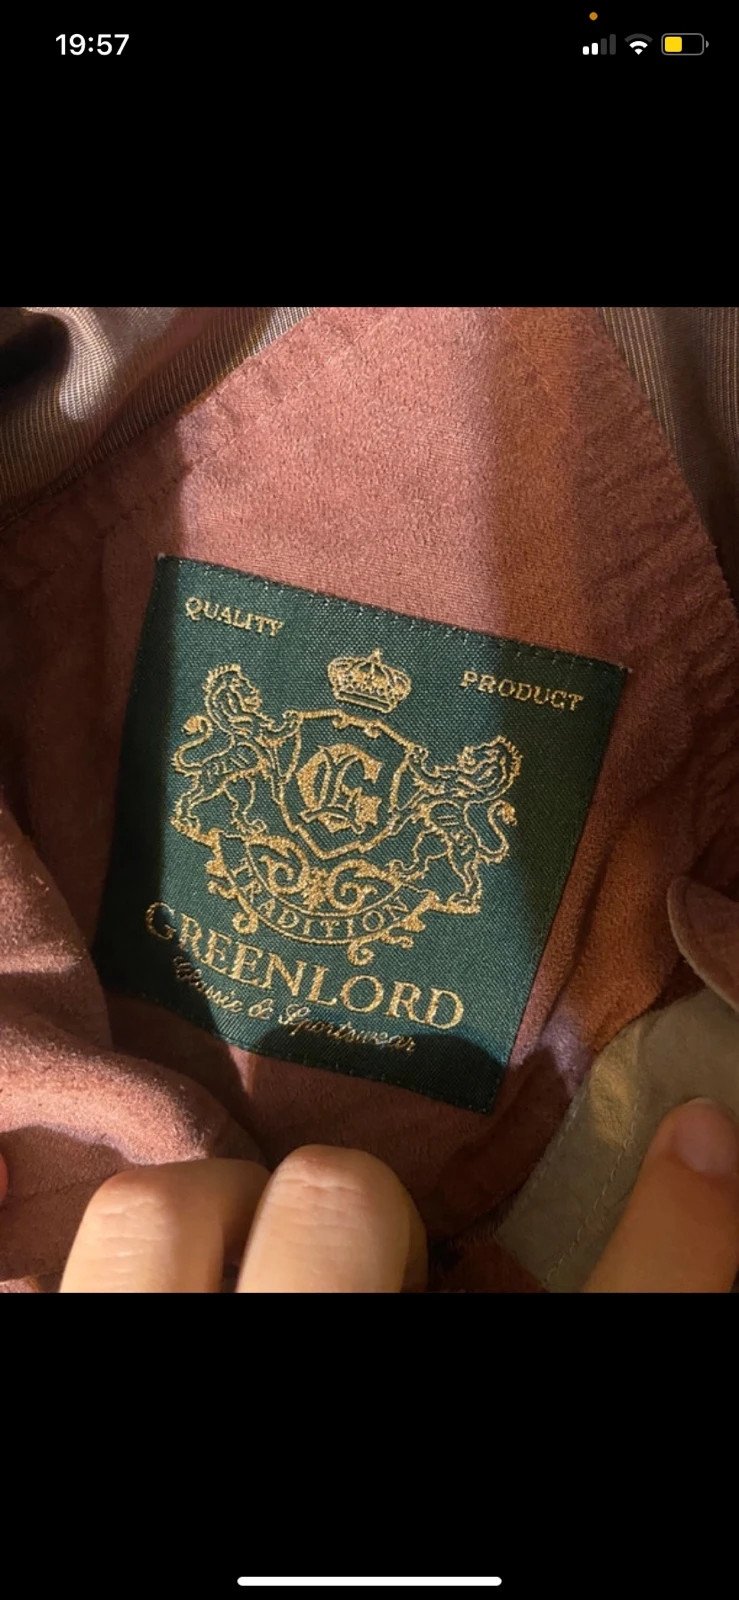 19:57
QUALITY
PRODUCT
G
TRADITION
GREENLORD
Classic & Sportswear